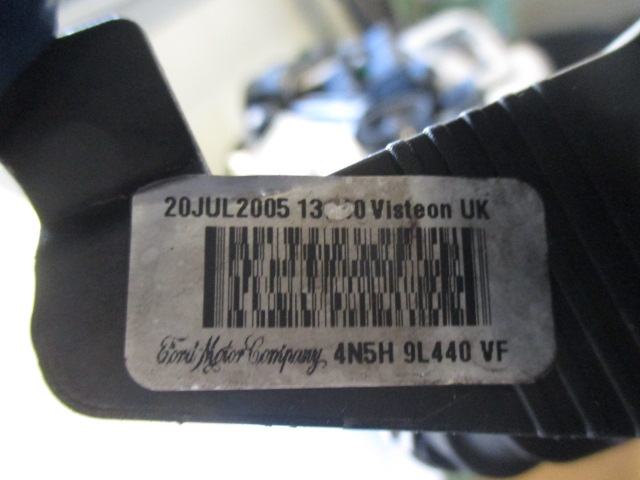 20JUL2005 Visteon UK
Ford Motor Company 4N5H 9L440 VF